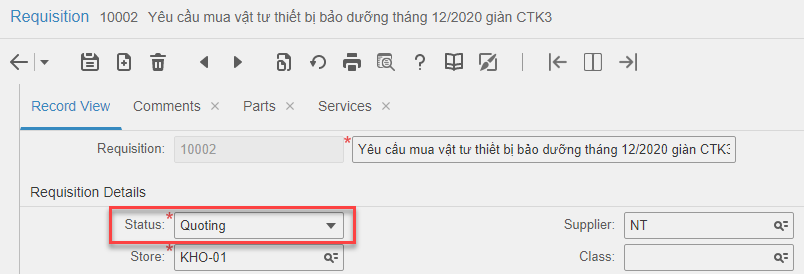 Requisition 10002 Yêu cầu mua vật tư thiết bị bảo dưỡng tháng 12/2020 giàn CTK3
Record View Comments × Parts × Services ×
Requisition: 10002 * Yêu cầu mua vật tư thiết bị bảo dưỡng tháng 12/2020 giàn CTK3
Requisition Details
Status: * Quoting Supplier: NT
Store: * KHO-01 Class: